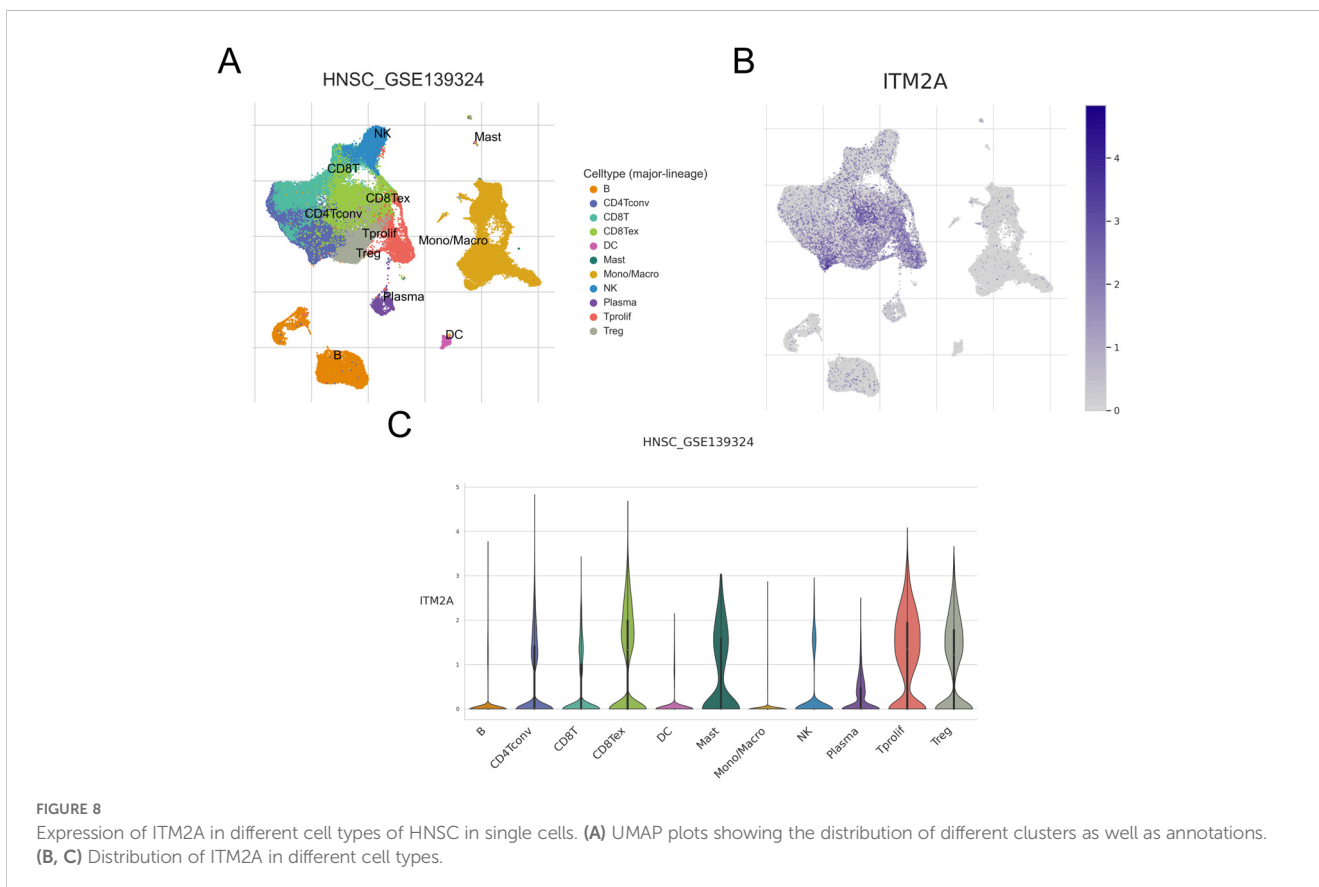 A
HNSC_GSE139324
NK
Mast
CD8T
CD8Tex
CD4Tconv
Tprolif
Mono/Macro
Treg
Plasma
DC
B
Celltype (major-lineage)
B
CD4Tconv
CD8T
CD8Tex
DC
Mast
Mono/Macro
NK
Plasma
Tprolif
Treg
B
ITM2A
4
3
2
1
0
C
HNSC_GSE139324
5
4
3
ITM2A
2
1
0
B
CD4Tconv
CD8T
CD8Tex
DC
Mast
Mono/Macro
NK
Plasma
Tprolif
Treg
FIGURE 8
Expression of ITM2A in different cell types of HNSC in single cells. (A) UMAP plots showing the distribution of different clusters as well as annotations.
(B, C) Distribution of ITM2A in different cell types.